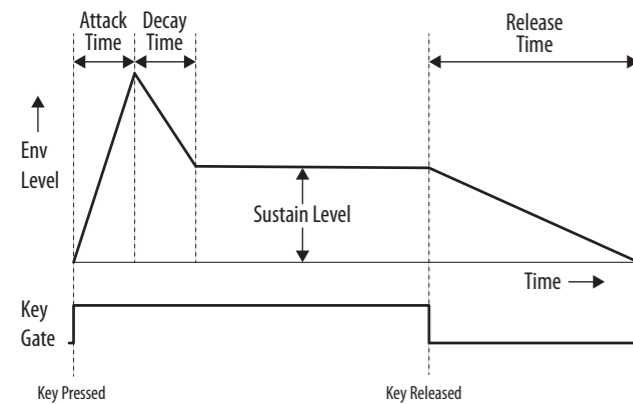 Attack
Time
Decay
Time
Release
Time
Env
Level
Sustain Level
Time
Key
Gate
Key Pressed
Key Released